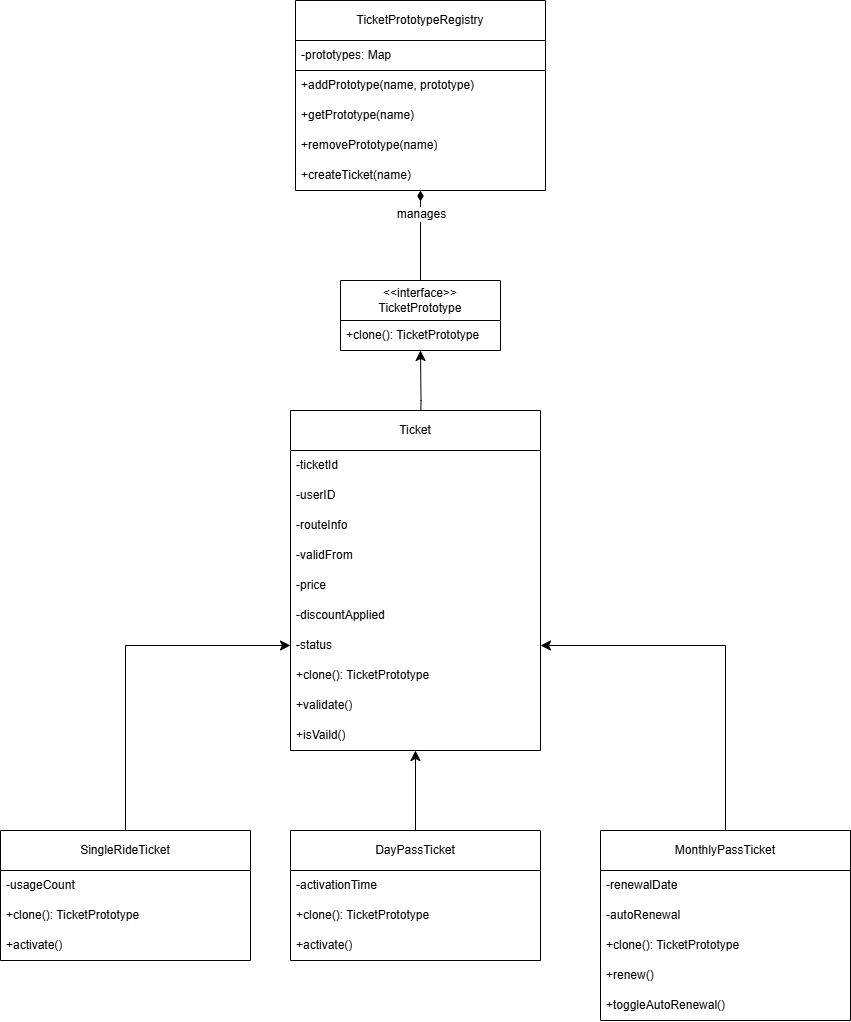 TicketPrototypeRegistry
-prototypes: Map
+addPrototype(name, prototype)
+getPrototype(name)
+removePrototype(name)
+createTicket(name)
manages
<<interface>>
TicketPrototype
+clone(): TicketPrototype
Ticket
-ticketId
-userID
-routeInfo
-validFrom
-price
-discountApplied
-status
+clone(): TicketPrototype
+validate()
+isVaild()
SingleRideTicket
-usageCount
+clone(): TicketPrototype
+activate()
DayPassTicket
-activationTime
+clone(): TicketPrototype
+activate()
MonthlyPassTicket
-renewalDate
-autoRenewal
+clone(): TicketPrototype
+renew()
+toggleAutoRenewal()